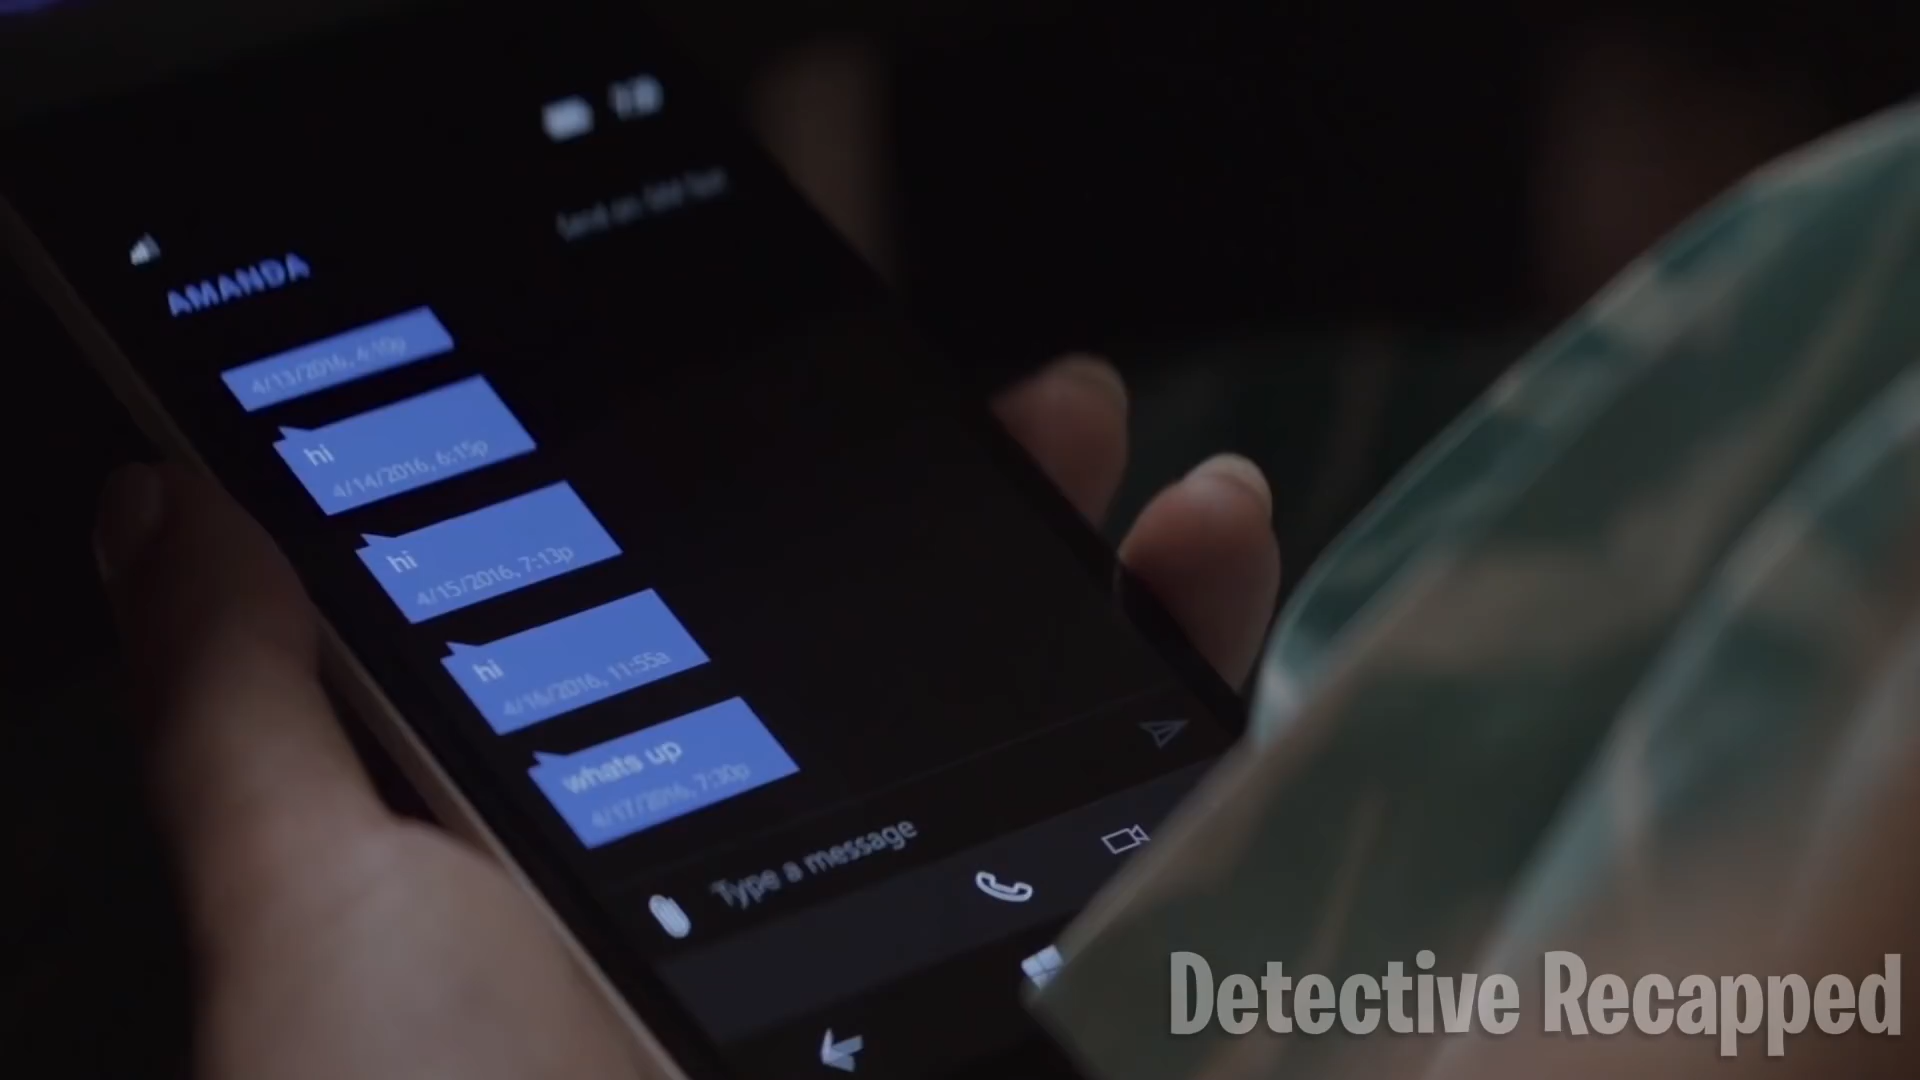 AMANDA
4/13/2016, 4:10p
hi
4/14/2016, 6:15p
hi
4/15/2016, 7:13p
hi
4/16/2016, 11:55a
whats up
4/17/2016, 7:30p
Type a message
Detective Recapped